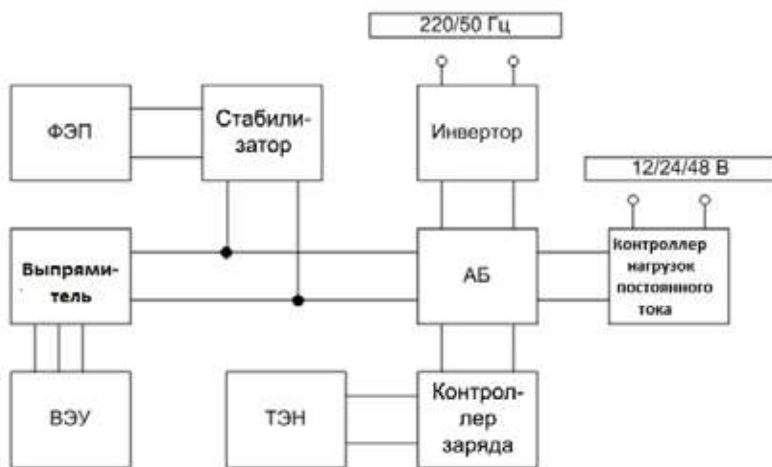 220/50 Гц
ФЭП
Стабили-
затор
Инвертор
12/24/48 В
Выпрями-
тель
АБ
Контроллер
нагрузок
постоянного
тока
ВЭУ
ТЭН
Контрол-
лер
заряда